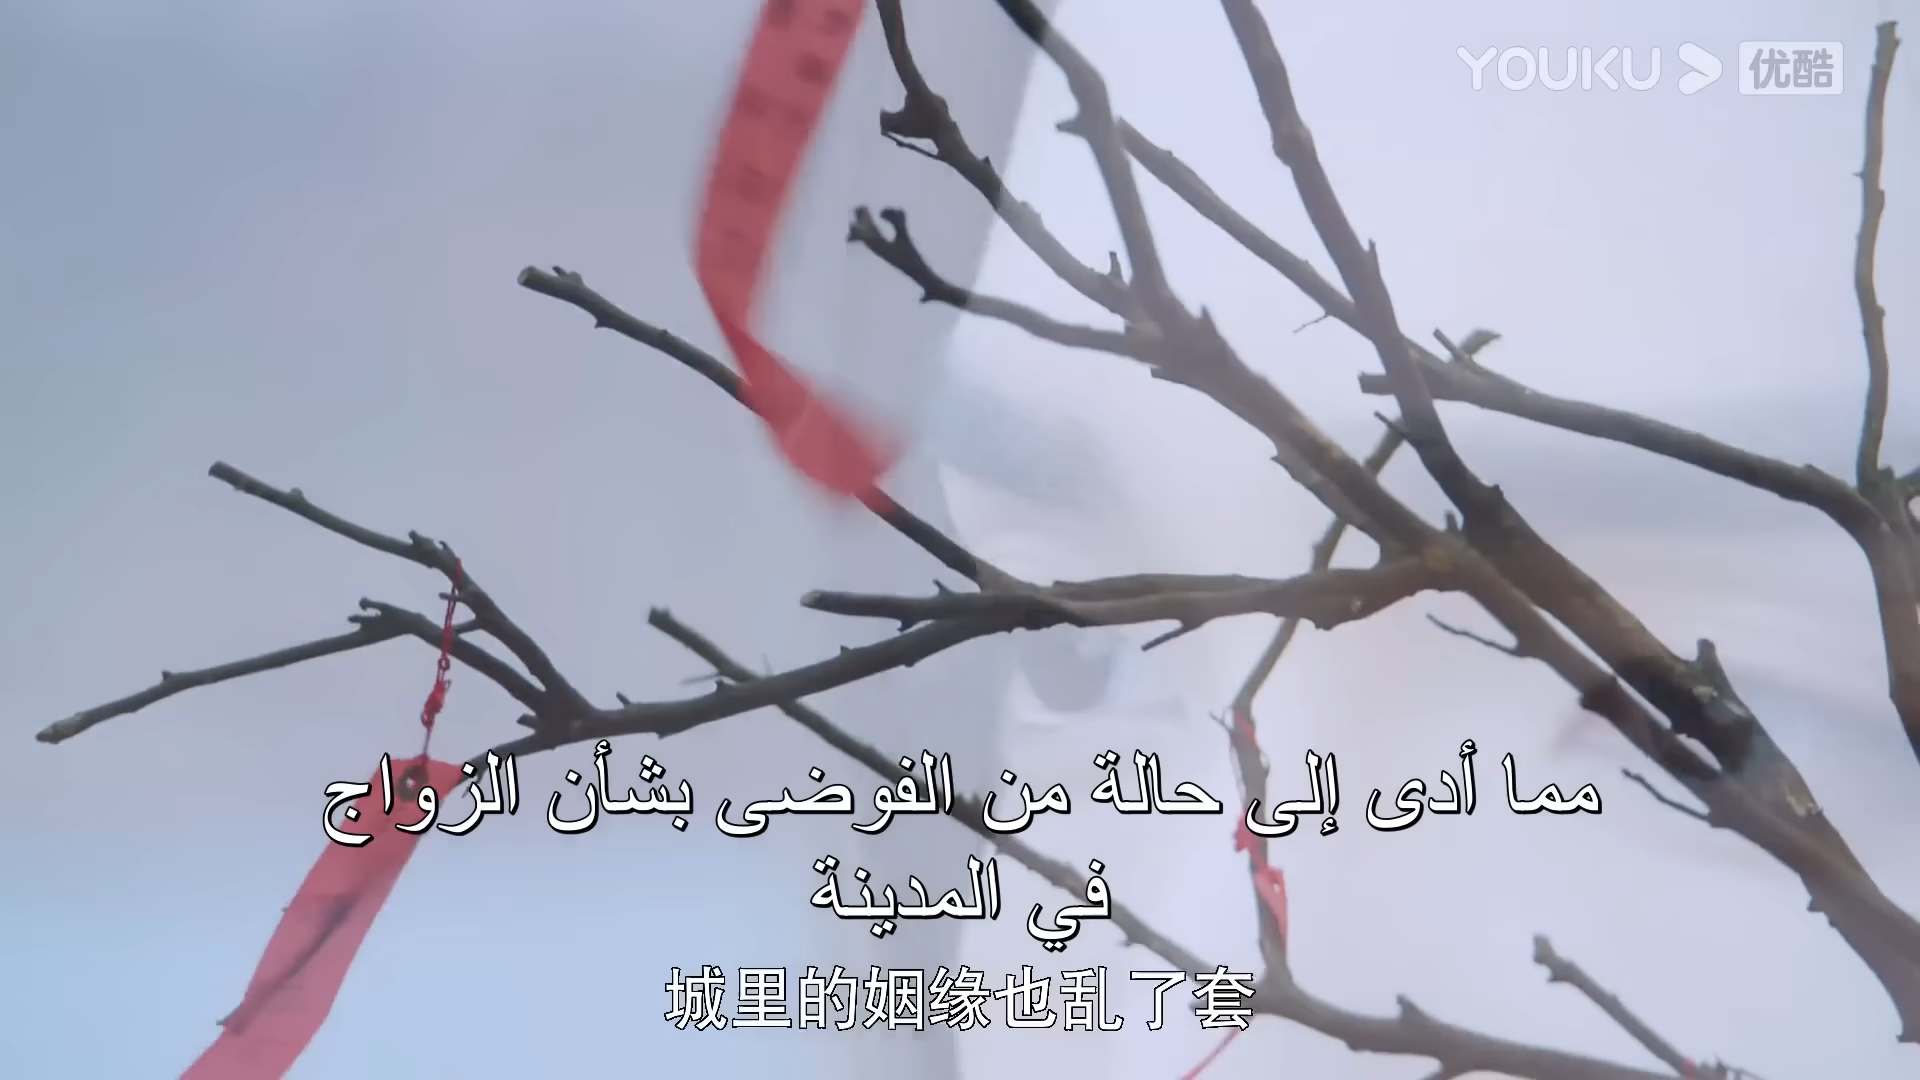 YOUKU 优酷
مما أدى إلى حالة من الفوضى بشأن الزواج
في المدينة
城里的姻缘也乱了套